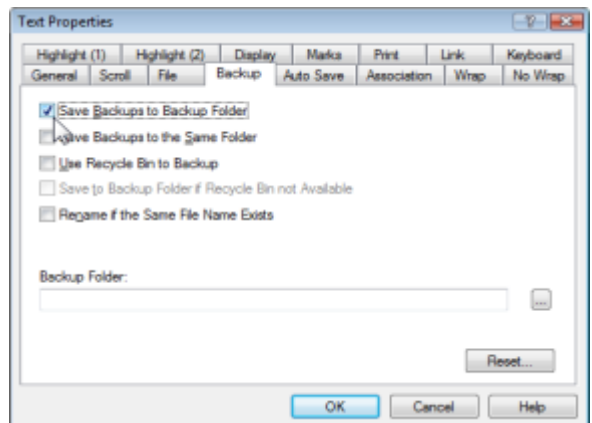 Text Properties
Highlight (1) Highlight (2) Display Marks Print Link Keyboard
General Scroll File Backup Auto Save Association Wrap No Wrap
Save Backups to Backup Folder
Save Backups to the Same Folder
Use Recycle Bin to Backup
Save to Backup Folder if Recycle Bin not Available
Rename if the Same File Name Exists
Backup Folder:
...
Reset...
OK Cancel Help